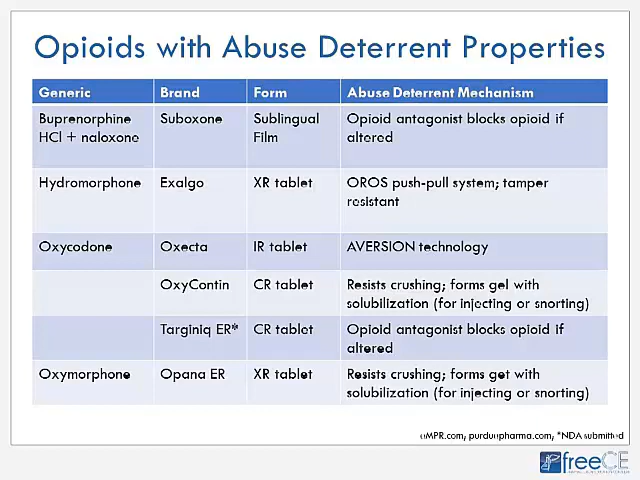 Opioids with Abuse Deterrent Properties
Generic Brand Form Abuse Deterrent Mechanism
Buprenorphine Suboxone Sublingual Opioid antagonist blocks opioid if
HCl + naloxone Film altered
Hydromorphone Exalgo XR tablet OROS push-pull system; tamper
resistant
Oxycodone Oxecta IR tablet AVERSION technology
OxyContin CR tablet Resists crushing; forms gel with
solubilization (for injecting or snorting)
Targiniq ER* CR tablet Opioid antagonist blocks opioid if
altered
Oxymorphone Opana ER XR tablet Resists crushing; forms get with
solubilization (for injecting or snorting)
eMPR.com; purduepharma.com; *NDA submitted
freeCE